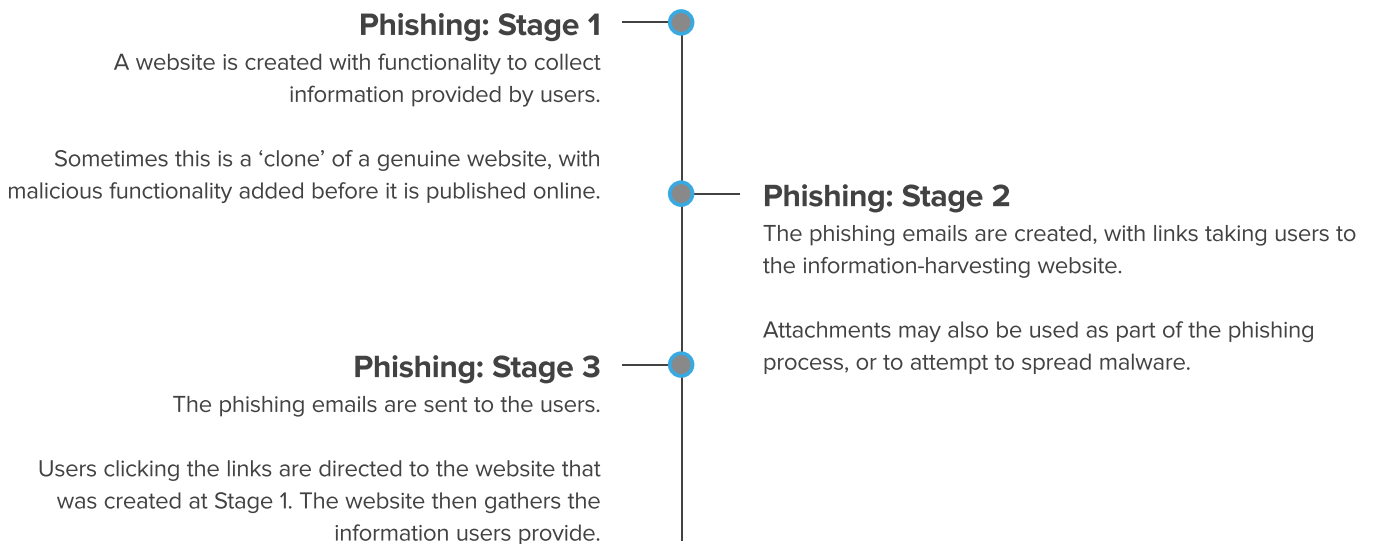 Phishing: Stage 1
A website is created with functionality to collect
information provided by users.
Sometimes this is a ‘clone’ of a genuine website, with
malicious functionality added before it is published online.
Phishing: Stage 2
The phishing emails are created, with links taking users to
the information-harvesting website.
Attachments may also be used as part of the phishing
process, or to attempt to spread malware.
Phishing: Stage 3
The phishing emails are sent to the users.
Users clicking the links are directed to the website that
was created at Stage 1. The website then gathers the
information users provide.